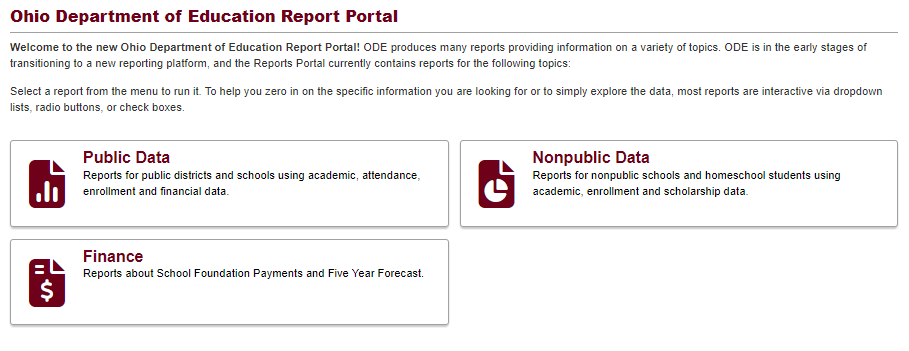 Ohio Department of Education Report Portal
Welcome to the new Ohio Department of Education Report Portal! ODE produces many reports providing information on a variety of topics. ODE is in the early stages of
transitioning to a new reporting platform, and the Reports Portal currently contains reports for the following topics:
Select a report from the menu to run it. To help you zero in on the specific information you are looking for or to simply explore the data, most reports are interactive via dropdown
lists, radio buttons, or check boxes.
Public Data
Reports for public districts and schools using academic, attendance,
enrollment and financial data.
Nonpublic Data
Reports for nonpublic schools and homeschool students using
academic, enrollment and scholarship data.
Finance
Reports about School Foundation Payments and Five Year Forecast.
$